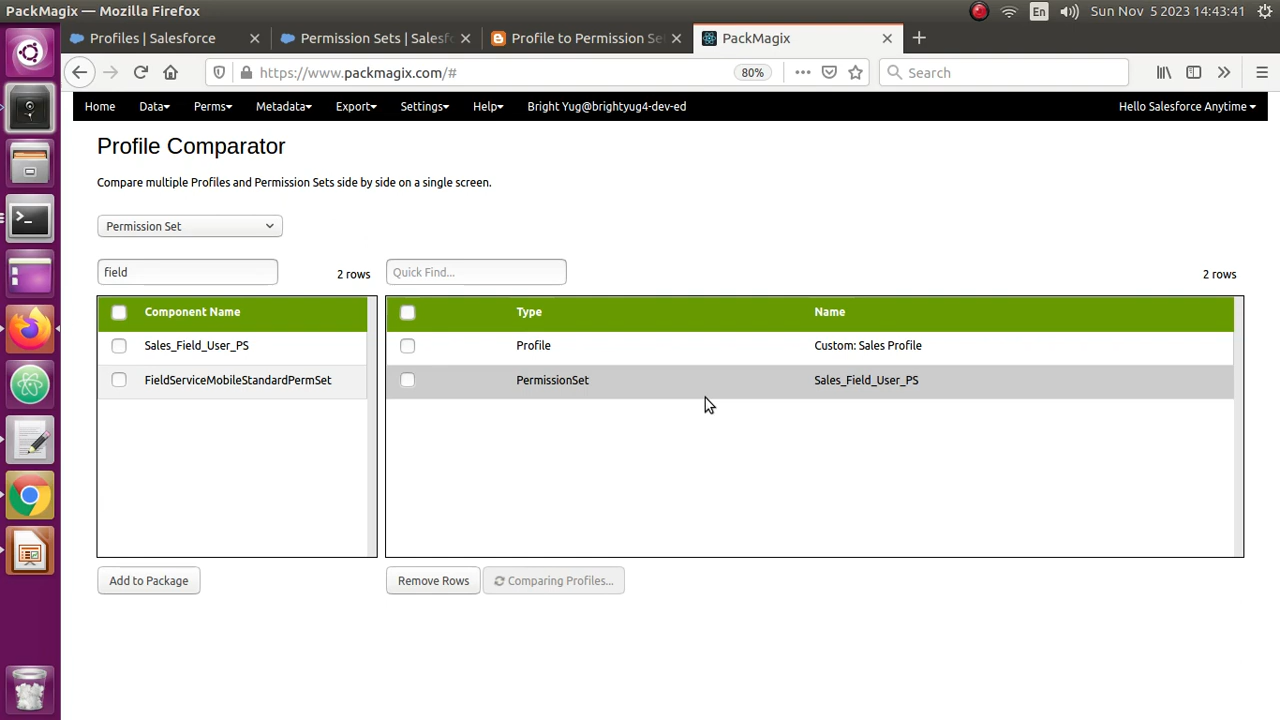 PackMagix — Mozilla Firefox
En
Sun Nov 5 2023 14:43:41
Profiles | Salesforce
Permission Sets | Salesf
Profile to Permission Se
PackMagix
https://www.packmagix.com/#
80%
Search
Home
Data
Perms
Metadata
Export
Settings
Help
Bright Yug@brightyug4-dev-ed
Hello Salesforce Anytime
Profile Comparator
Compare multiple Profiles and Permission Sets side by side on a single screen.
Permission Set
field
2 rows
Quick Find...
2 rows
Component Name
Type
Name
Sales_Field_User_PS
Profile
Custom: Sales Profile
FieldServiceMobileStandardPermSet
PermissionSet
Sales_Field_User_PS
Add to Package
Remove Rows
Comparing Profiles...